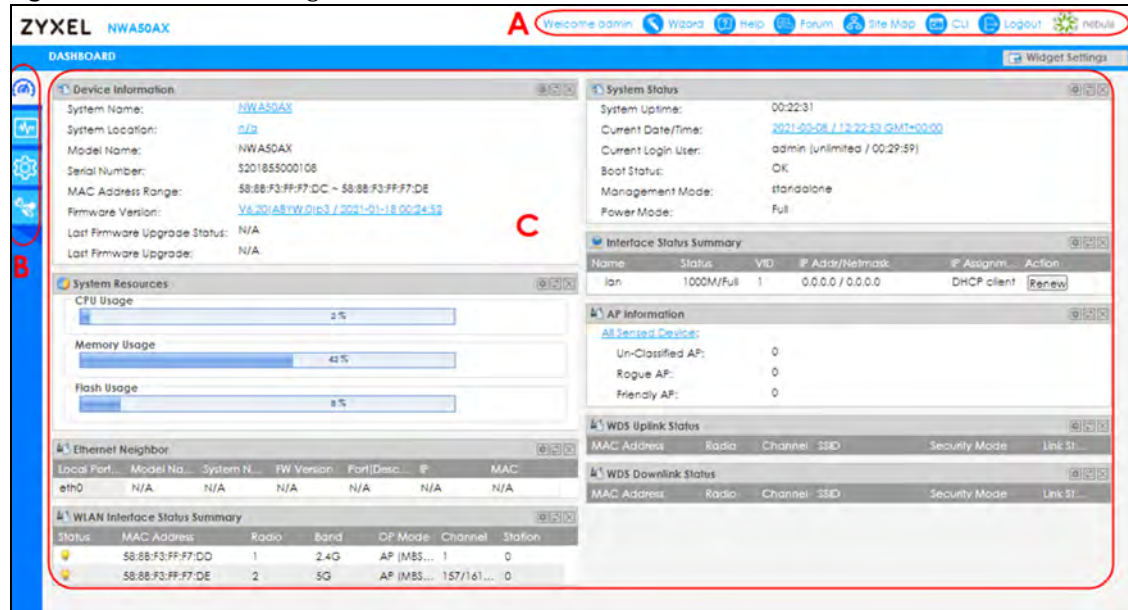 ZYXEL NWA50AX
A
Welcome admin Wizard Help Forum Site Map CLI Logout nebula
DASHBOARD
Widget Settings
B
C
Device Information
System Name: NWA50AX
System Location: n/a
Model Name: NWA50AX
Serial Number: S201855000108
MAC Address Range: 58:8B:F3:FF:F7:DC ~ 58:8B:F3:FF:F7:DE
Firmware Version: V6.20(ABYW.0)b3 / 2021-01-18 00:24:52
Last Firmware Upgrade Status: N/A
Last Firmware Upgrade: N/A
System Resources
CPU Usage
2 %
Memory Usage
42 %
Flash Usage
8 %
Ethernet Neighbor
Local Port... Model Na... System N... FW Version Port(Desc... IP MAC
eth0 N/A N/A N/A N/A N/A N/A
WLAN Interface Status Summary
Status MAC Address Radio Band OP Mode Channel Station
58:8B:F3:FF:F7:DD 1 2.4G AP (MBS... 1 0
58:8B:F3:FF:F7:DE 2 5G AP (MBS... 157/161... 0
System Status
System Uptime: 00:22:31
Current Date/Time: 2021-03-08 / 12:22:53 GMT+00:00
Current Login User: admin (unlimited / 00:29:59)
Boot Status: OK
Management Mode: standalone
Power Mode: Full
Interface Status Summary
Name Status VID IP Addr/Netmask IP Assignm... Action
lan 1000M/Full 1 0.0.0.0 / 0.0.0.0 DHCP client Renew
AP Information
All Sensed Device:
Un-Classified AP: 0
Rogue AP: 0
Friendly AP: 0
WDS Uplink Status
MAC Address Radio Channel SSID Security Mode Link St...
WDS Downlink Status
MAC Address Radio Channel SSID Security Mode Link St...